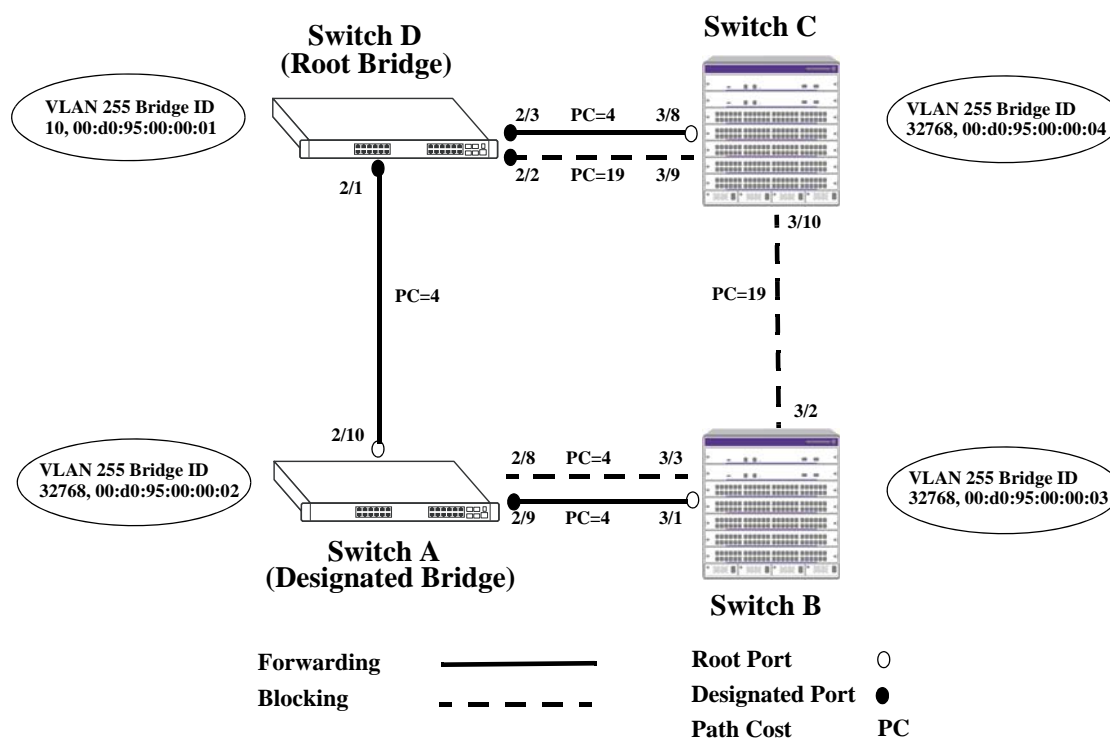 Switch D
(Root Bridge)
Switch C
VLAN 255 Bridge ID
10, 00:d0:95:00:00:01
2/3 PC=4 3/8
2/2 PC=19 3/9
VLAN 255 Bridge ID
32768, 00:d0:95:00:00:04
2/1
3/10
PC=4
PC=19
2/10
3/2
VLAN 255 Bridge ID
32768, 00:d0:95:00:00:02
2/8 PC=4 3/3
2/9 PC=4 3/1
VLAN 255 Bridge ID
32768, 00:d0:95:00:00:03
Switch A
(Designated Bridge)
Switch B
Forwarding
Blocking
Root Port
Designated Port
Path Cost PC